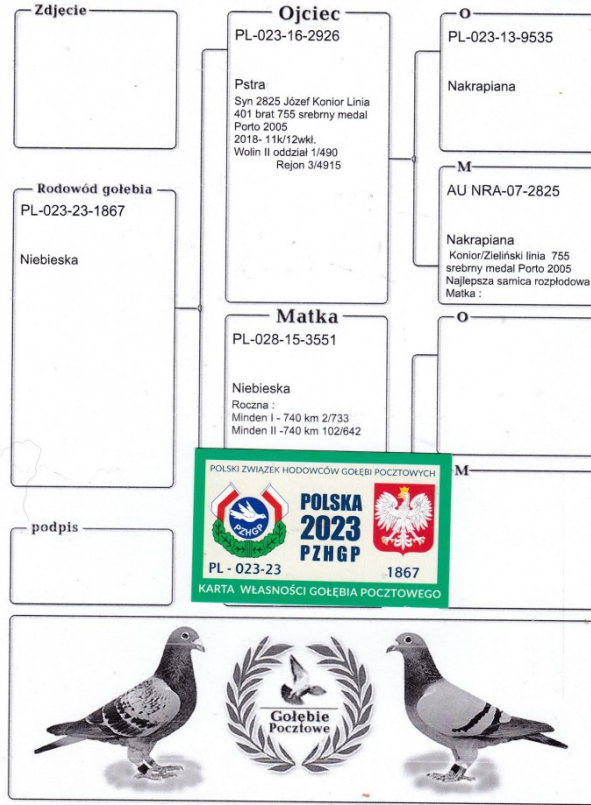 Zdjęcie
Rodowód gołębia
PL-023-23-1867
Niebieska
podpis
Ojciec
PL-023-16-2926
Pstra
Syn 2825 Józef Konior Linia
401 brat 755 srebrny medal
Porto 2005
2018- 11k/12wkł.
Wolin II oddział 1/490
Rejon 3/4915
Matka
PL-028-15-3551
Niebieska
Roczna :
Minden I - 740 km 2/733
Minden II -740 km 102/642
O
PL-023-13-9535
Nakrapiana
M
AU NRA-07-2825
Nakrapiana
Konior/Zieliński linia 755
srebrny medal Porto 2005
Najlepsza samica rozpłodowa
Matka :
O
M
POLSKI ZWIĄZEK HODOWCÓW GOŁĘBI POCZTOWYCH
PZHGP
POLSKA
2023
PZHGP
PL - 023-23
1867
KARTA WŁASNOŚCI GOŁĘBIA POCZTOWEGO
Gołębie
Pocztowe